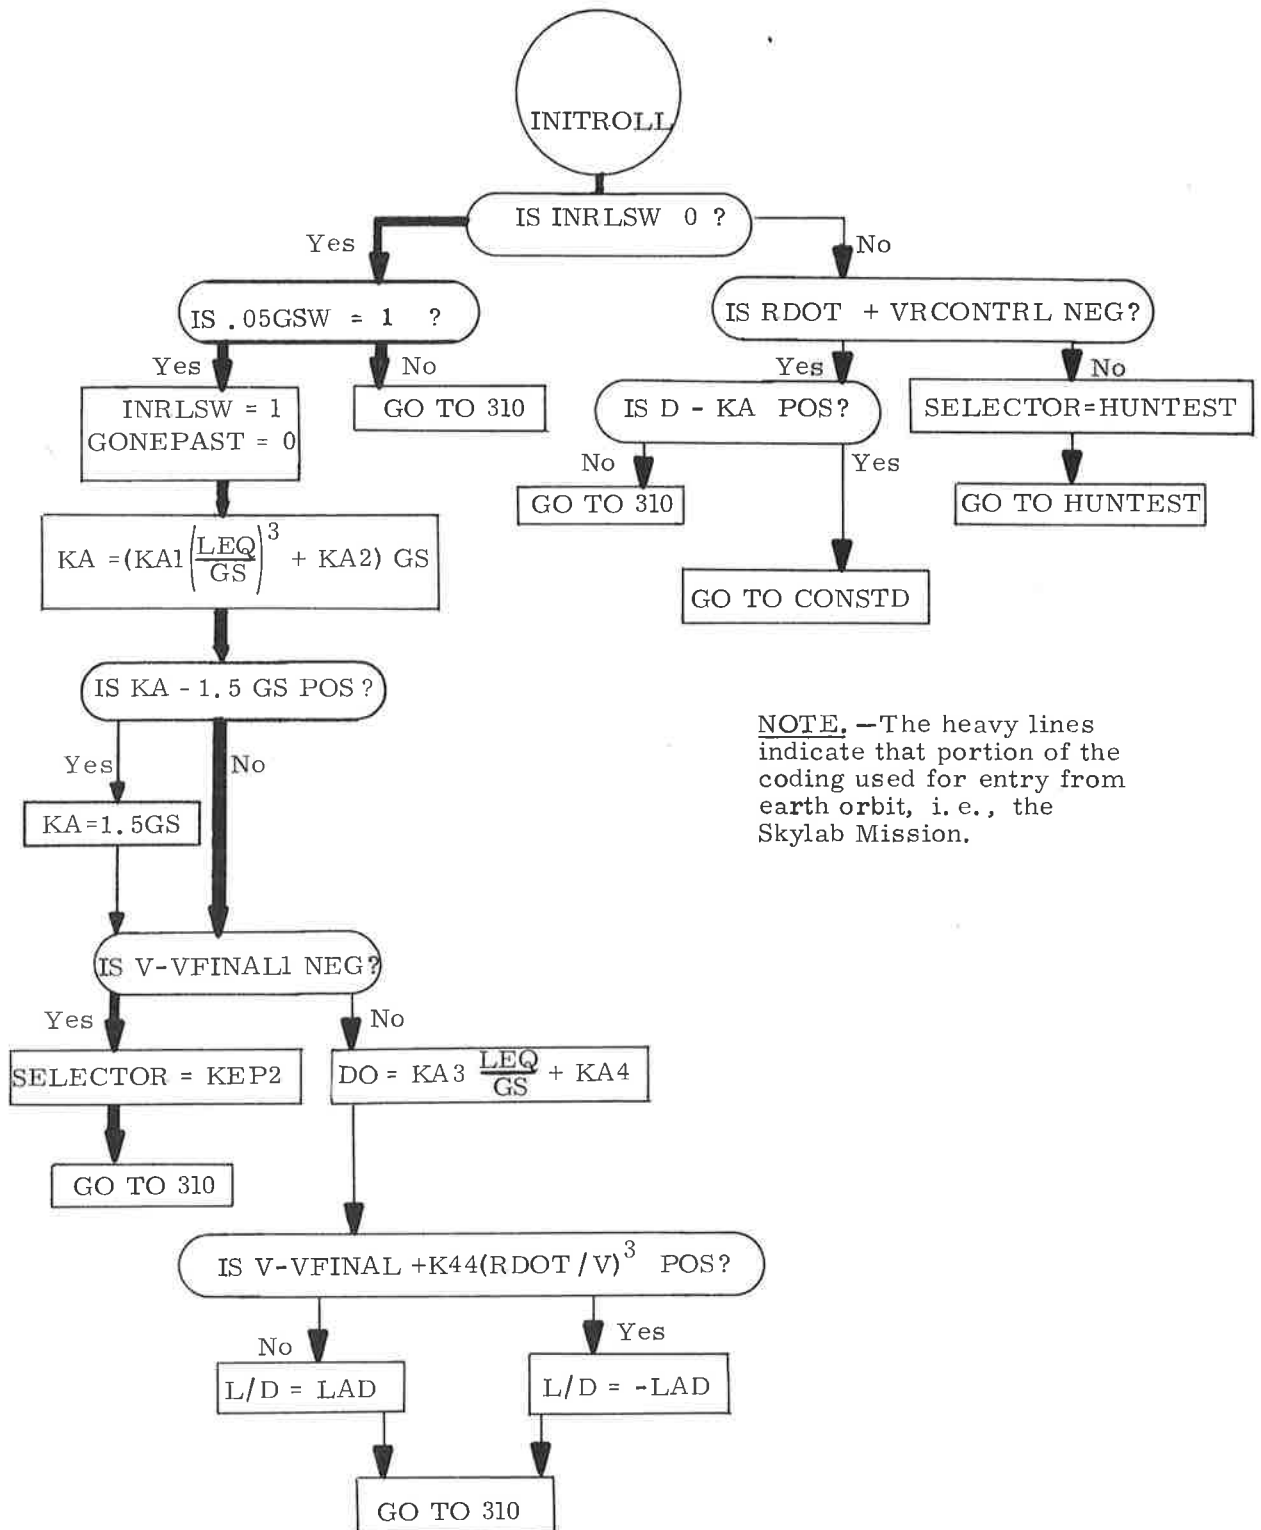 INITROLL
IS INRLSW 0 ?
Yes
No
IS .05GSW = 1 ?
IS RDOT + VRCONTRL NEG?
Yes
No
Yes
No
INRLSW = 1
GONEPAST = 0
GO TO 310
IS D - KA POS?
SELECTOR=HUNTEST
No
Yes
GO TO 310
GO TO HUNTEST
KA =(KA1(LEQ/GS)^3 + KA2) GS
GO TO CONSTD
IS KA - 1.5 GS POS?
Yes
No
KA=1.5GS
NOTE. —The heavy lines
indicate that portion of the
coding used for entry from
earth orbit, i.e., the
Skylab Mission.
IS V-VFINAL1 NEG?
Yes
No
SELECTOR = KEP2
DO = KA3 LEQ/GS + KA4
GO TO 310
IS V-VFINAL +K44(RDOT/V)^3 POS?
No
Yes
L/D = LAD
L/D = -LAD
GO TO 310